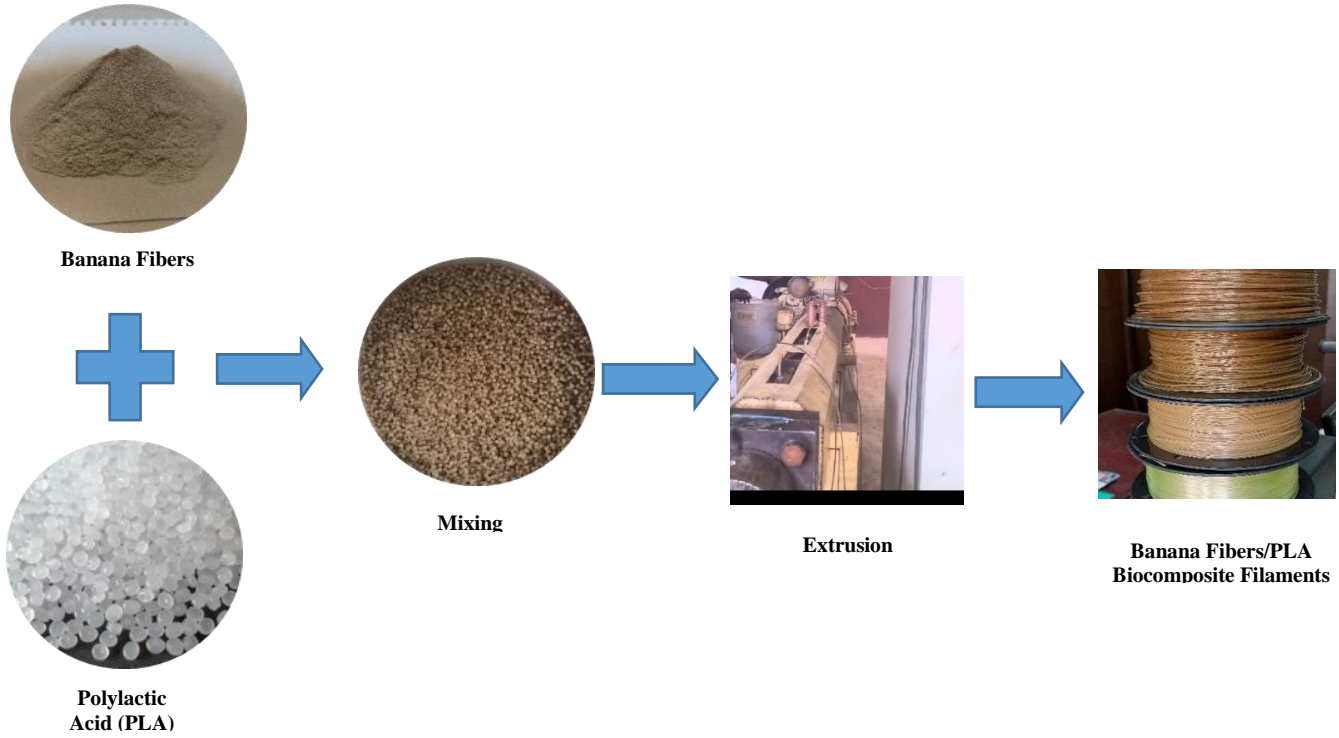 Banana Fibers
Polylactic
Acid (PLA)
Mixing
Extrusion
Banana Fibers/PLA
Biocomposite Filaments